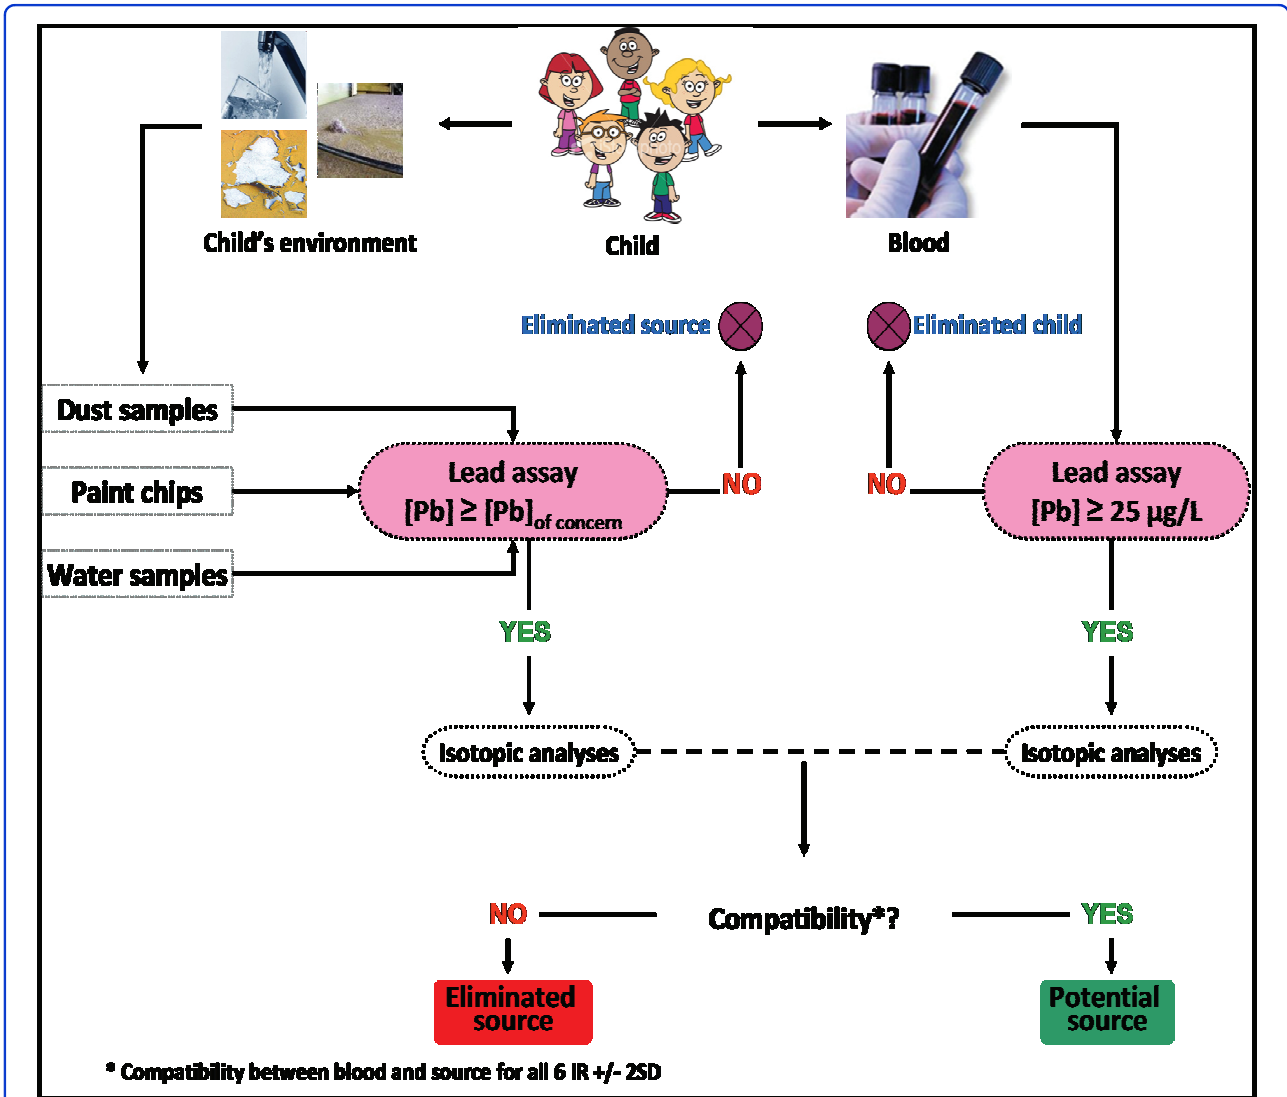 Child's environment
Child
Blood
Eliminated source
Eliminated child
Dust samples
Paint chips
Water samples
Lead assay
[Pb] ≥ [Pb]of concern
NO
NO
Lead assay
[Pb] ≥ 25 µg/L
YES
YES
Isotopic analyses
Isotopic analyses
NO
Compatibility*?
YES
Eliminated
source
Potential
source
* Compatibility between blood and source for all 6 IR +/- 2SD